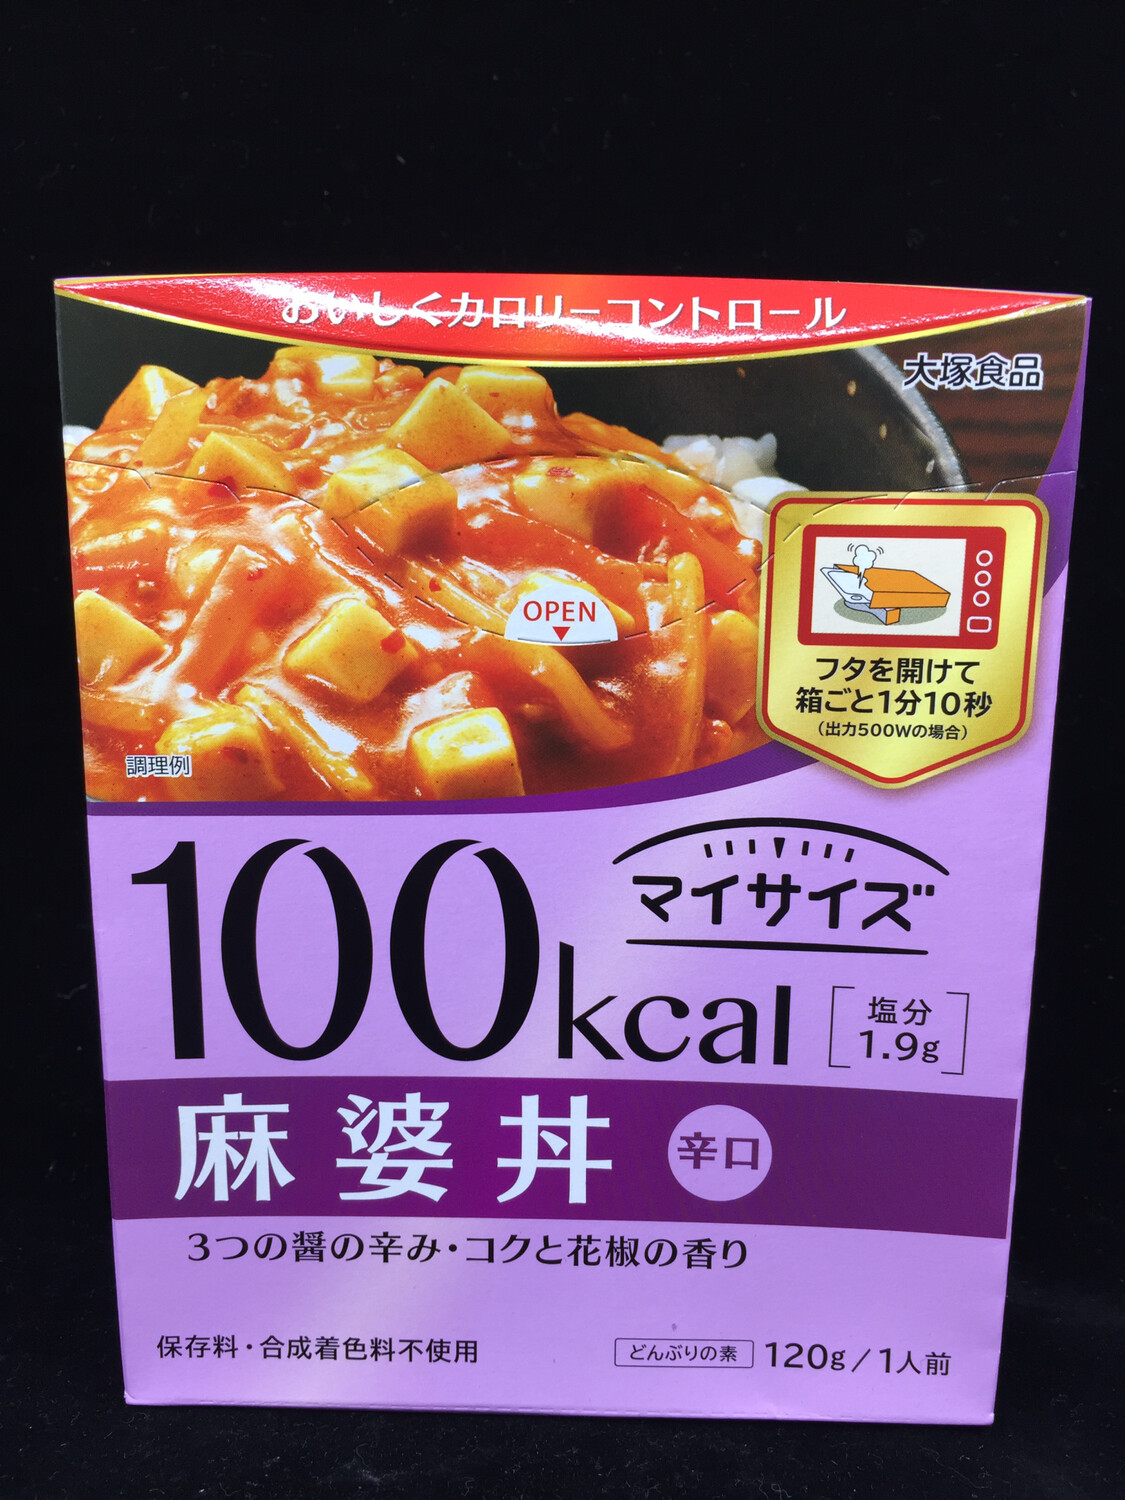 おいしくカロリーコントロール
大塚食品
OPEN
フタを開けて
箱ごと1分10秒
(出力500Wの場合)
調理例
マイサイズ
100kcal
塩分
1.9g
麻婆丼
辛口
3つの醤の辛み・コクと花椒の香り
保存料・合成着色料不使用
どんぶりの素
120g/1人前